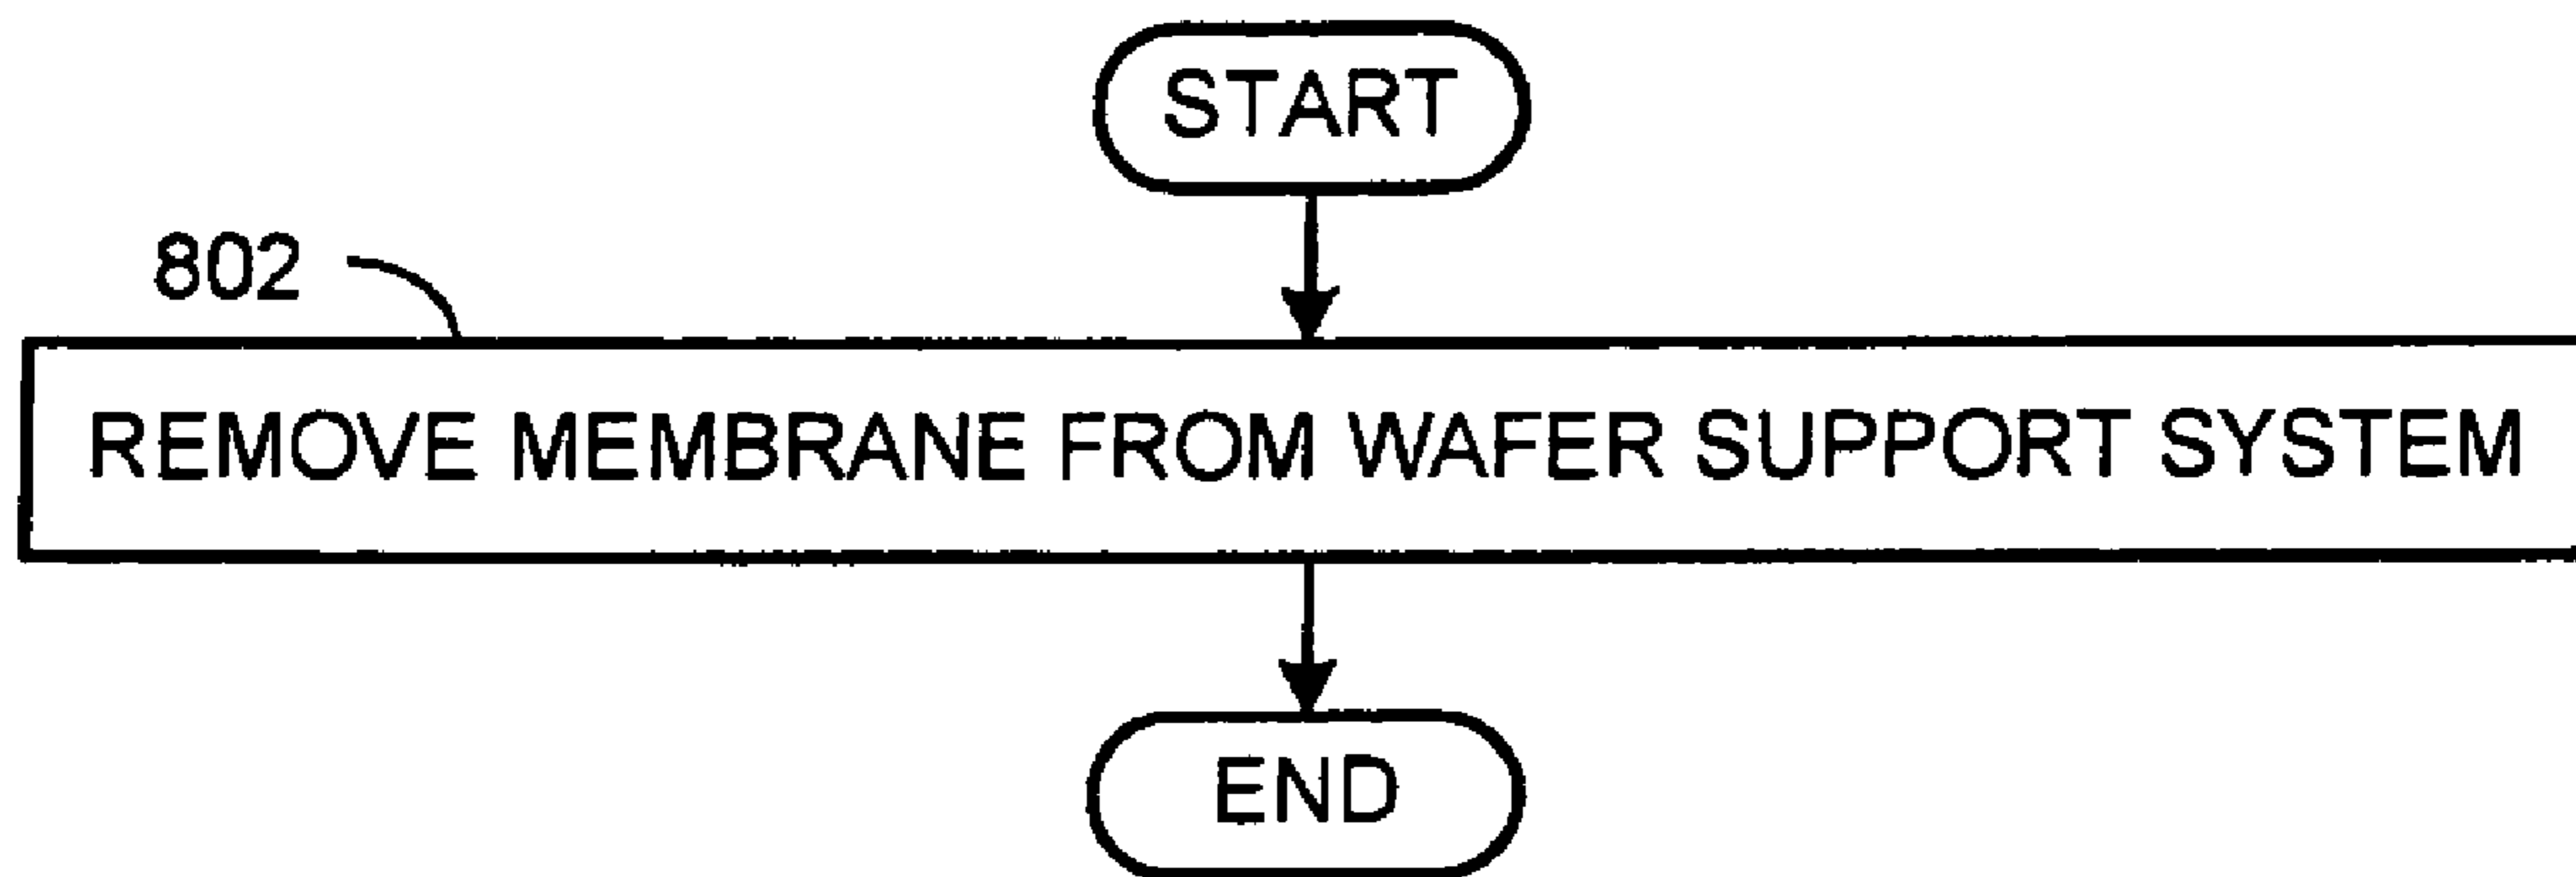 START
802
REMOVE MEMBRANE FROM WAFER SUPPORT SYSTEM
END